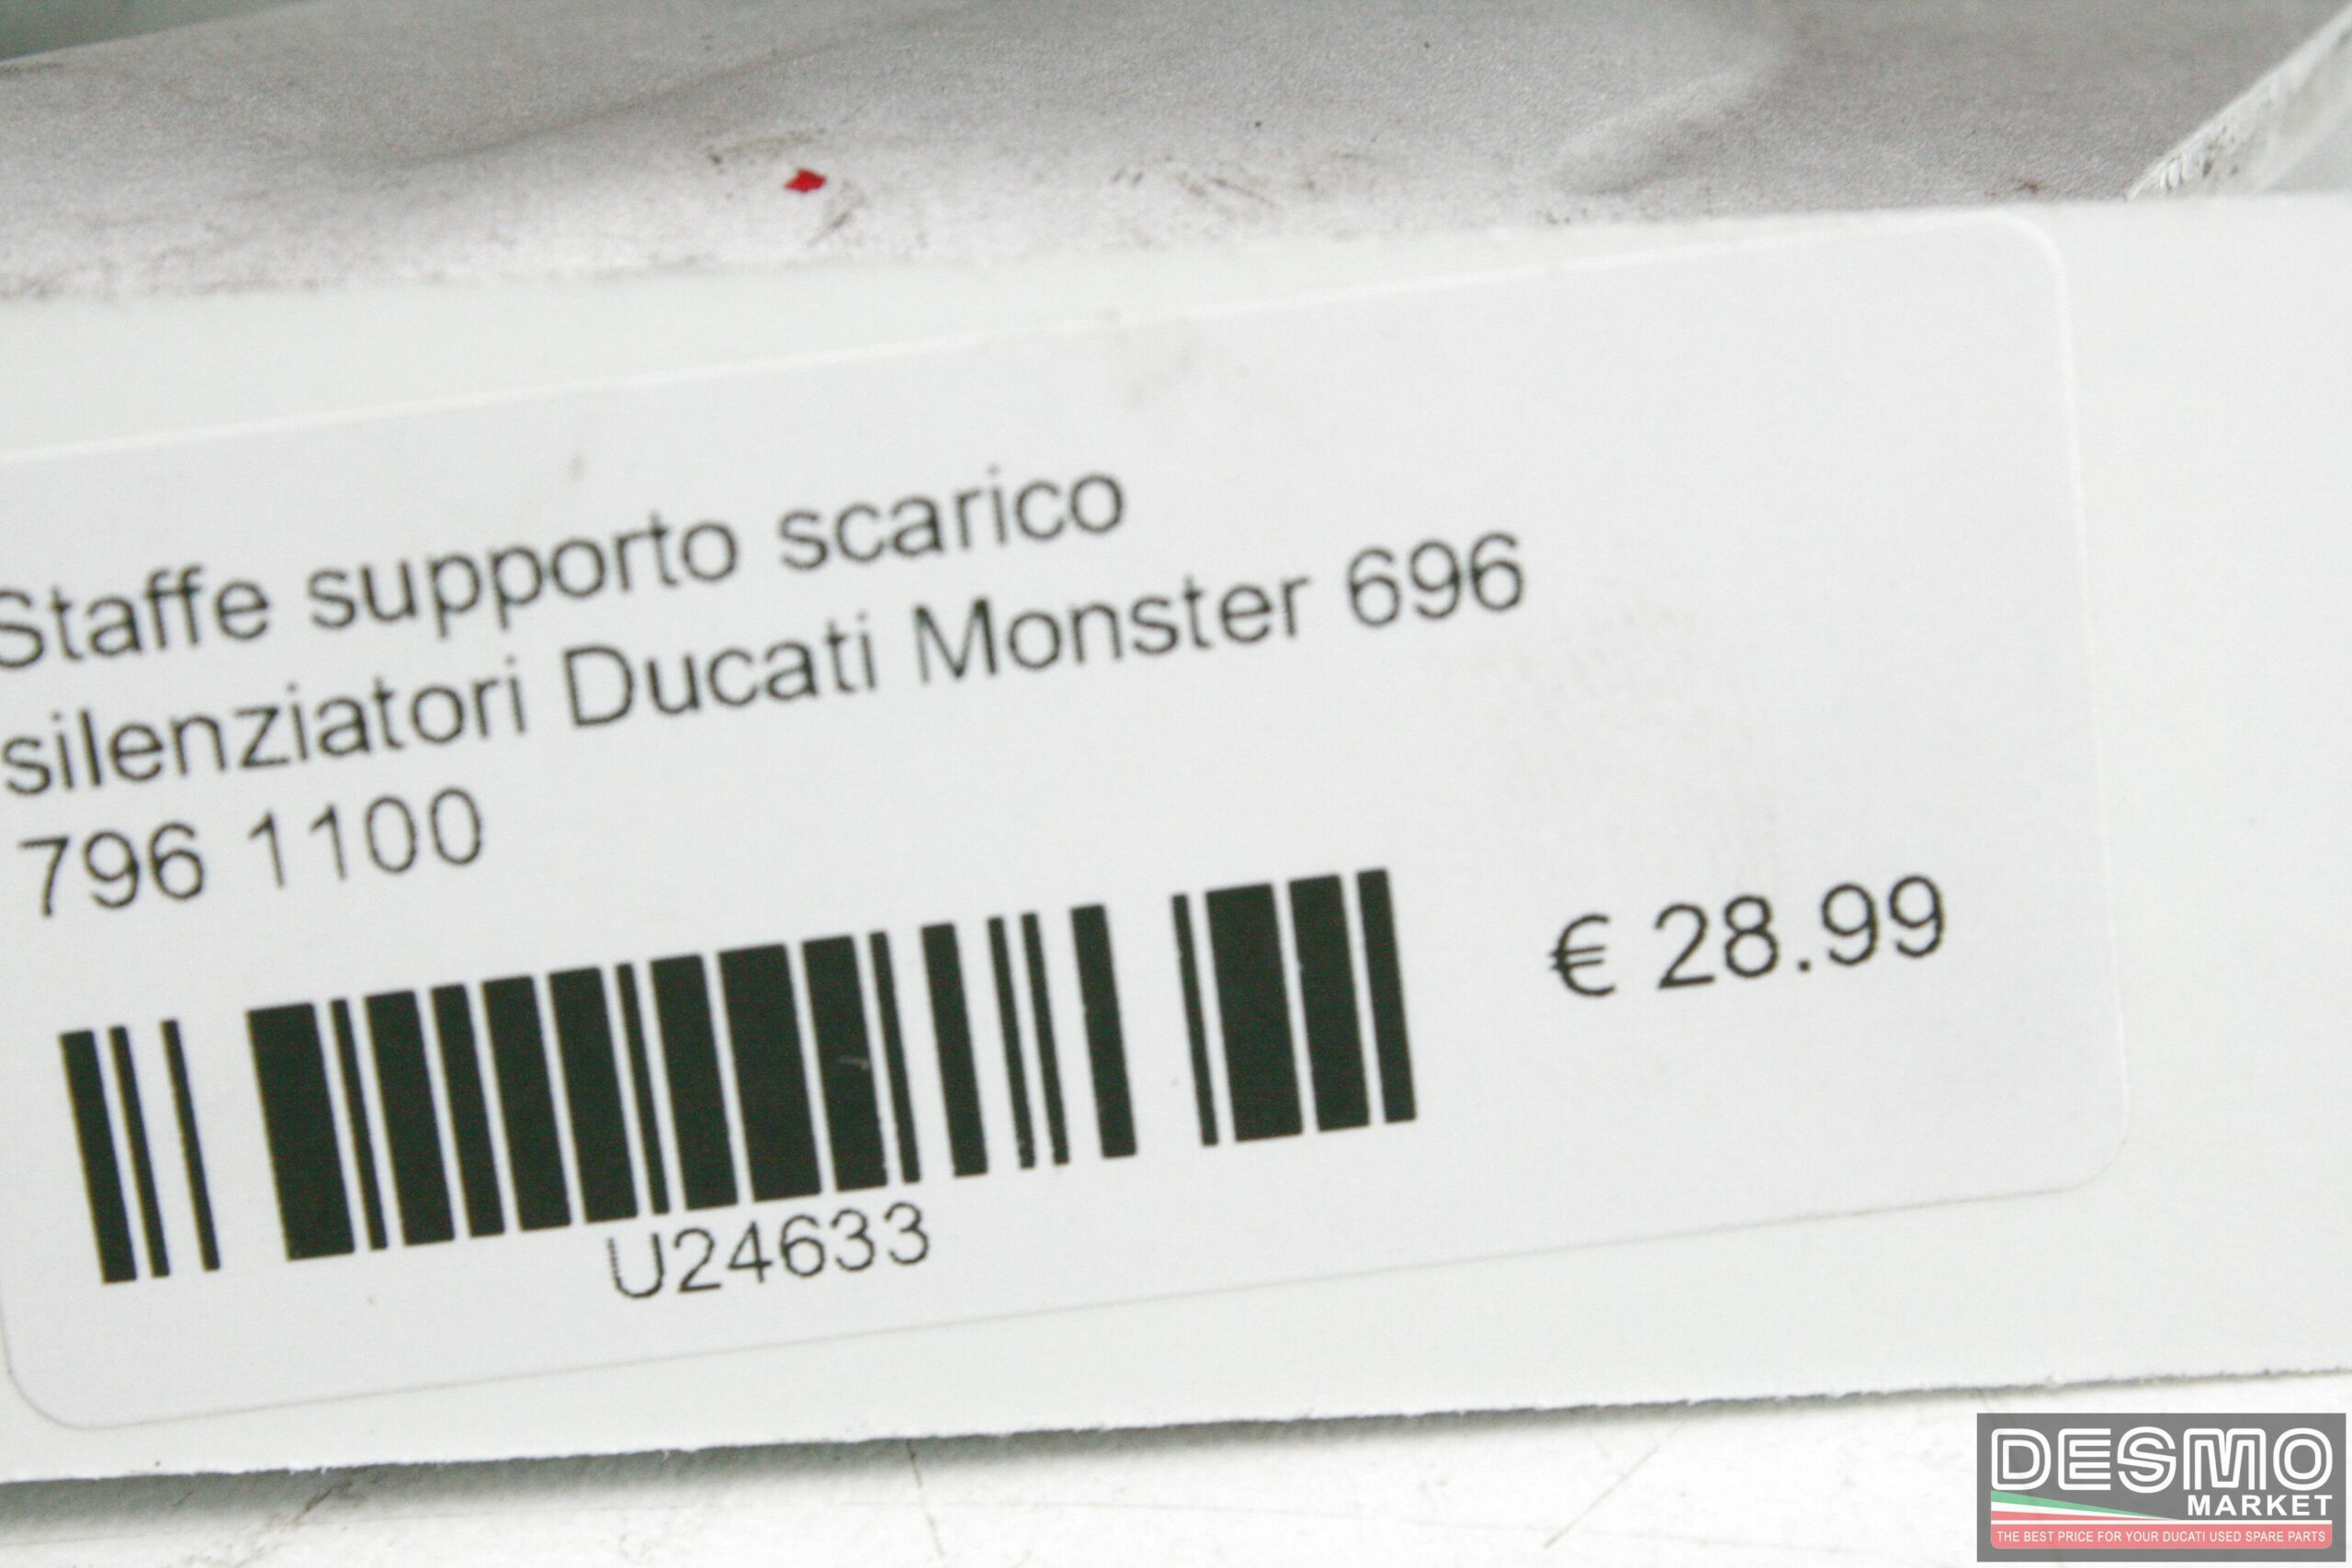 Staffe supporto scarico
silenziatori Ducati Monster 696
796 1100
€ 28.99
U24633
DESMO
MARKET
THE BEST PRICE FOR YOUR DUCATI USED SPARE PARTS